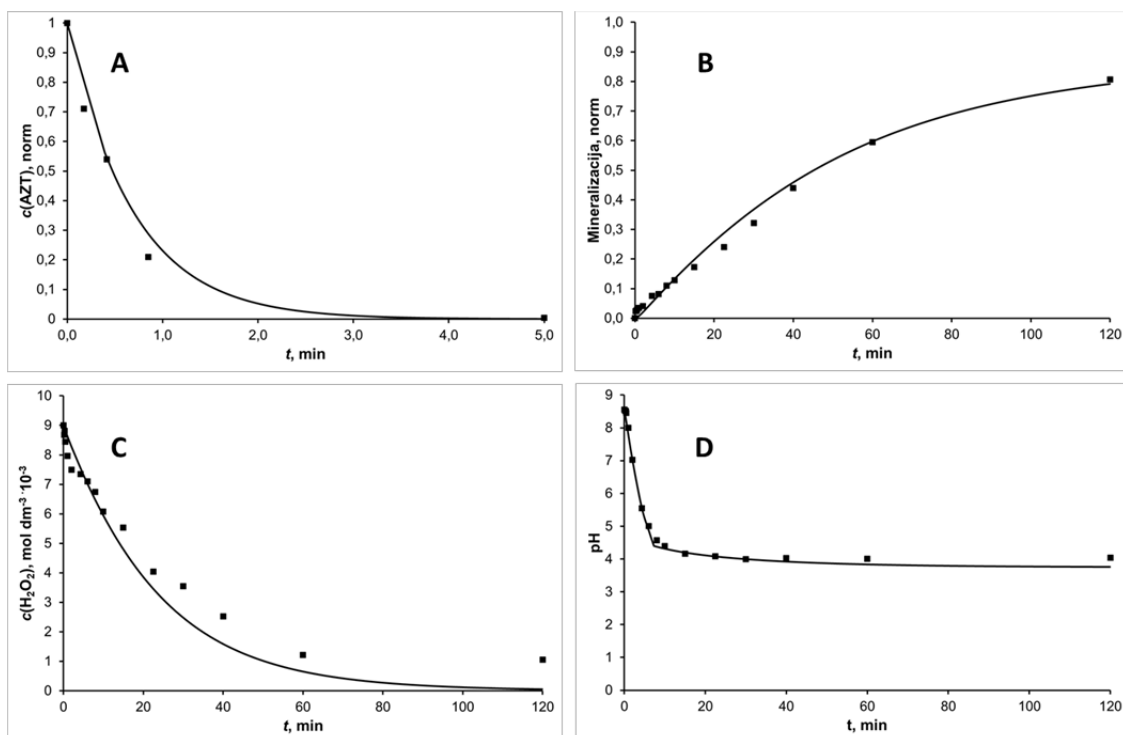 A
c(AZT), norm
1
0,9
0,8
0,7
0,6
0,5
0,4
0,3
0,2
0,1
0
0,0 1,0 2,0 3,0 4,0 5,0
t, min
B
Mineralizacija, norm
1,0
0,9
0,8
0,7
0,6
0,5
0,4
0,3
0,2
0,1
0,0
0 20 40 60 80 100 120
t, min
C
c(H₂O₂), mol dm⁻³ ·10⁻³
10
9
8
7
6
5
4
3
2
1
0
0 20 40 60 80 100 120
t, min
D
pH
9
8
7
6
5
4
3
2
1
0
0 20 40 60 80 100 120
t, min